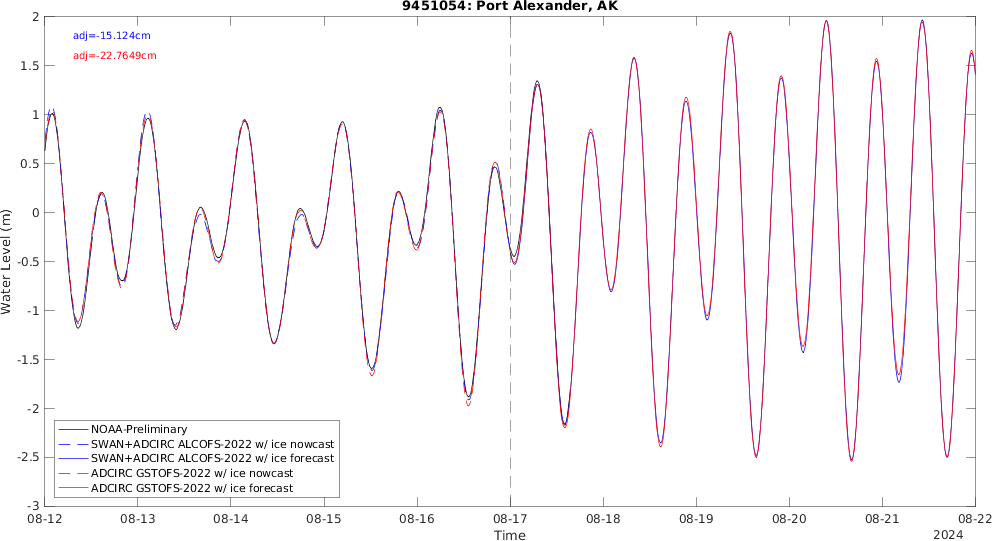 9451054: Port Alexander, AK
adj=-15.124cm
adj=-22.7649cm
2
1.5
1
0.5
0
-0.5
-1
-1.5
-2
-2.5
-3
Water Level (m)
NOAA-Preliminary
SWAN+ADCIRC ALCOFS-2022 w/ ice nowcast
SWAN+ADCIRC ALCOFS-2022 w/ ice forecast
ADCIRC GSTOFS-2022 w/ ice nowcast
ADCIRC GSTOFS-2022 w/ ice forecast
08-12 08-13 08-14 08-15 08-16 08-17 08-18 08-19 08-20 08-21 08-22
Time
2024